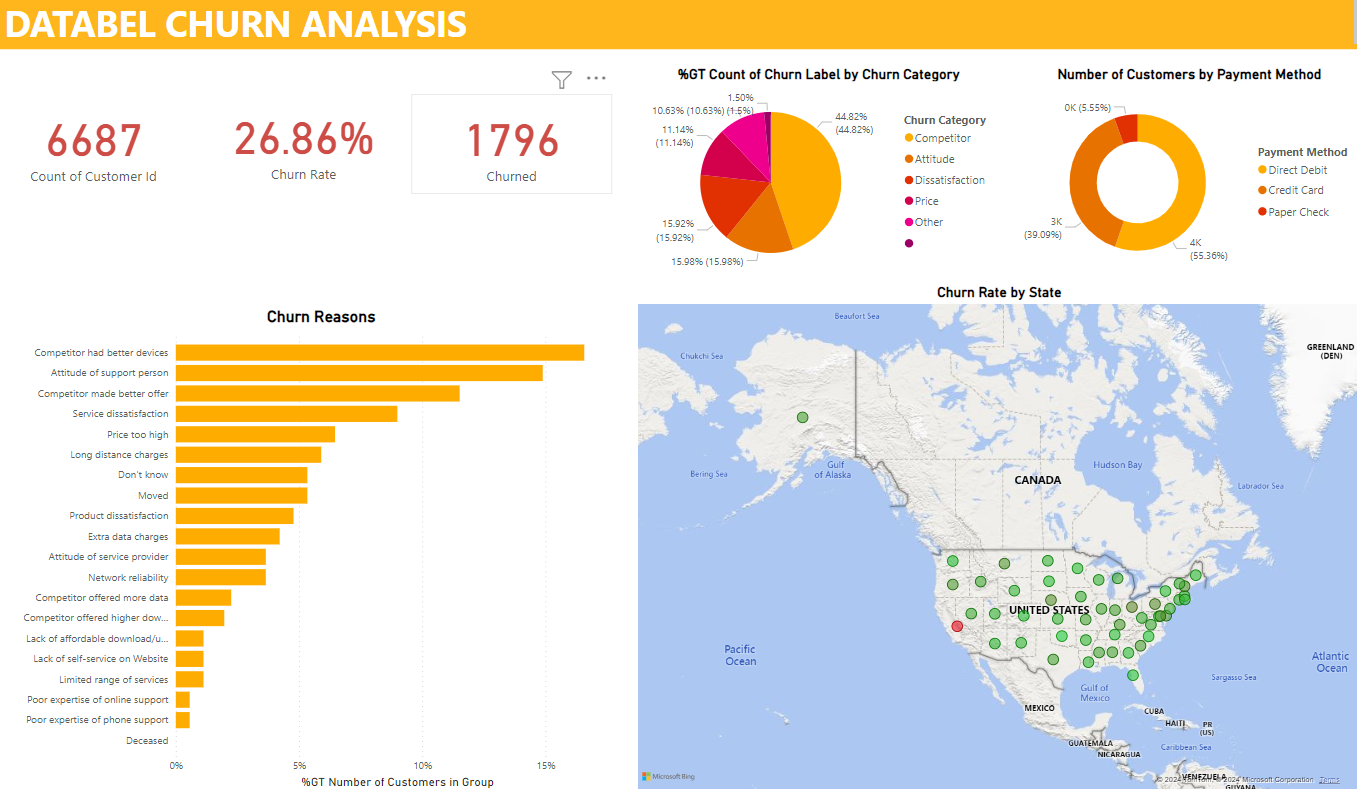 DATABEL CHURN ANALYSIS
6687
Count of Customer Id
26.86%
Churn Rate
1796
Churned
%GT Count of Churn Label by Churn Category
1.50%
(1.5%)
10.63% (10.63%)
11.14%
(11.14%)
15.92%
(15.92%)
15.98% (15.98%)
44.82%
(44.82%)
Churn Category
Competitor
Attitude
Dissatisfaction
Price
Other
Number of Customers by Payment Method
0K (5.55%)
3K
(39.09%)
4K
(55.36%)
Payment Method
Direct Debit
Credit Card
Paper Check
Churn Reasons
Competitor had better devices
Attitude of support person
Competitor made better offer
Service dissatisfaction
Price too high
Long distance charges
Don't know
Moved
Product dissatisfaction
Extra data charges
Attitude of service provider
Network reliability
Competitor offered more data
Competitor offered higher dow...
Lack of affordable download/u...
Lack of self-service on Website
Limited range of services
Poor expertise of online support
Poor expertise of phone support
Deceased
0%
5%
10%
15%
%GT Number of Customers in Group
Churn Rate by State
Beaufort Sea
Chukchi Sea
GREENLAND
(DEN)
Gulf
of Alaska
Bering Sea
Hudson Bay
CANADA
Labrador Sea
UNITED STATES
Pacific
Ocean
Atlantic
Ocean
Sargasso Sea
Gulf of
Mexico
MEXICO
CUBA
HAITI
PR
(US)
GUATEMALA
NICARAGUA
Caribbean Sea
VENEZUELA
GUYANA
Microsoft Bing
© 2024 TomTom, © 2024 Microsoft Corporation
Terms